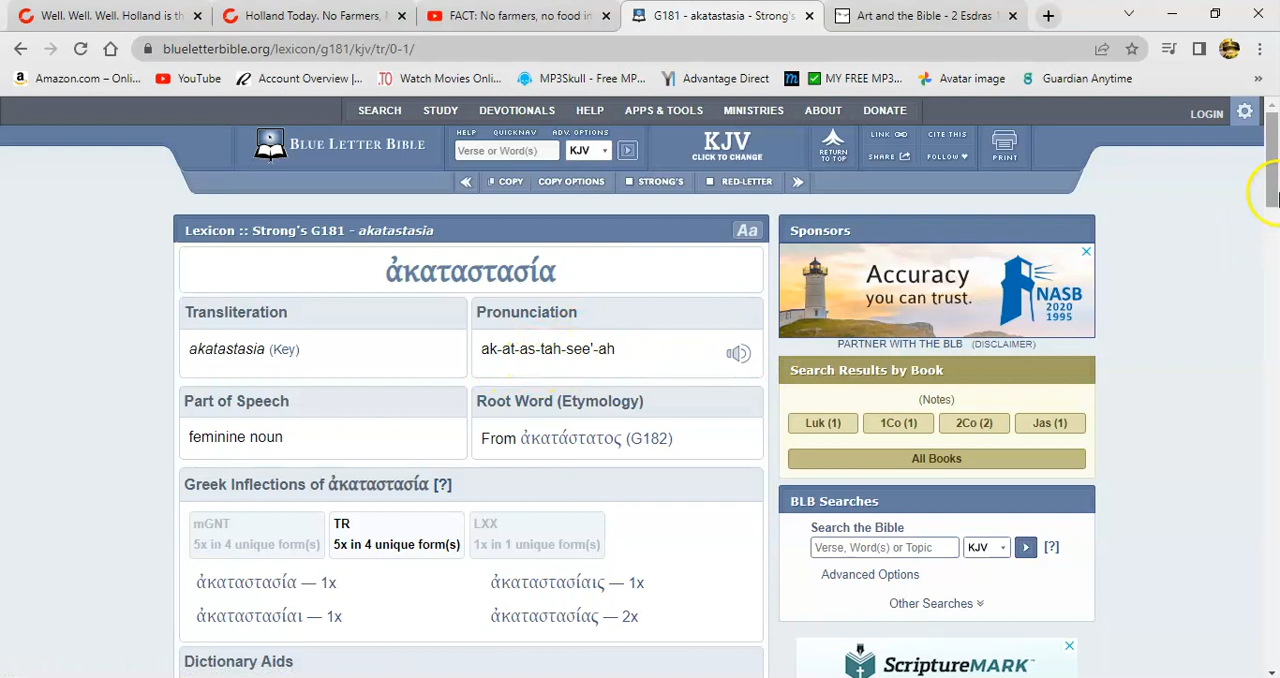 Well. Well. Well. Holland is th
Holland Today. No Farmers, N
FACT: No farmers, no food in
G181 - akatastasia - Strong's
Art and the Bible - 2 Esdras 1
blueletterbible.org/lexicon/g181/kjv/tr/0-1/
Amazon.com – Onli...
YouTube
Account Overview |...
Watch Movies Onlin...
MP3Skull - Free MP...
Advantage Direct
MY FREE MP3...
Avatar image
Guardian Anytime
SEARCH STUDY DEVOTIONALS HELP APPS & TOOLS MINISTRIES ABOUT DONATE
LOGIN
BLUE LETTER BIBLE
HELP QUICKNAV ADV. OPTIONS
Verse or Word(s) KJV
KJV
CLICK TO CHANGE
RETURN
TO TOP
LINK
SHARE
CITE THIS
FOLLOW
PRINT
COPY COPY OPTIONS STRONG'S RED-LETTER
Lexicon :: Strong's G181 - akatastasia
Aa
ἀκαταστασία
Transliteration
akatastasia (Key)
Pronunciation
ak-at-as-tah-see'-ah
Part of Speech
feminine noun
Root Word (Etymology)
From ἀκατάστατος (G182)
Greek Inflections of ἀκαταστασία [?]
mGNT
5x in 4 unique form(s)
TR
5x in 4 unique form(s)
LXX
1x in 1 unique form(s)
ἀκαταστασία — 1x
ἀκαταστασίαις — 1x
ἀκαταστασίαι — 1x
ἀκαταστασίας — 2x
Dictionary Aids
Sponsors
Accuracy
you can trust.
NASB
2020
1995
PARTNER WITH THE BLB (DISCLAIMER)
Search Results by Book
(Notes)
Luk (1) 1Co (1) 2Co (2) Jas (1)
All Books
BLB Searches
Search the Bible
Verse, Word(s) or Topic KJV [?]
Advanced Options
Other Searches
ScriptureMARK